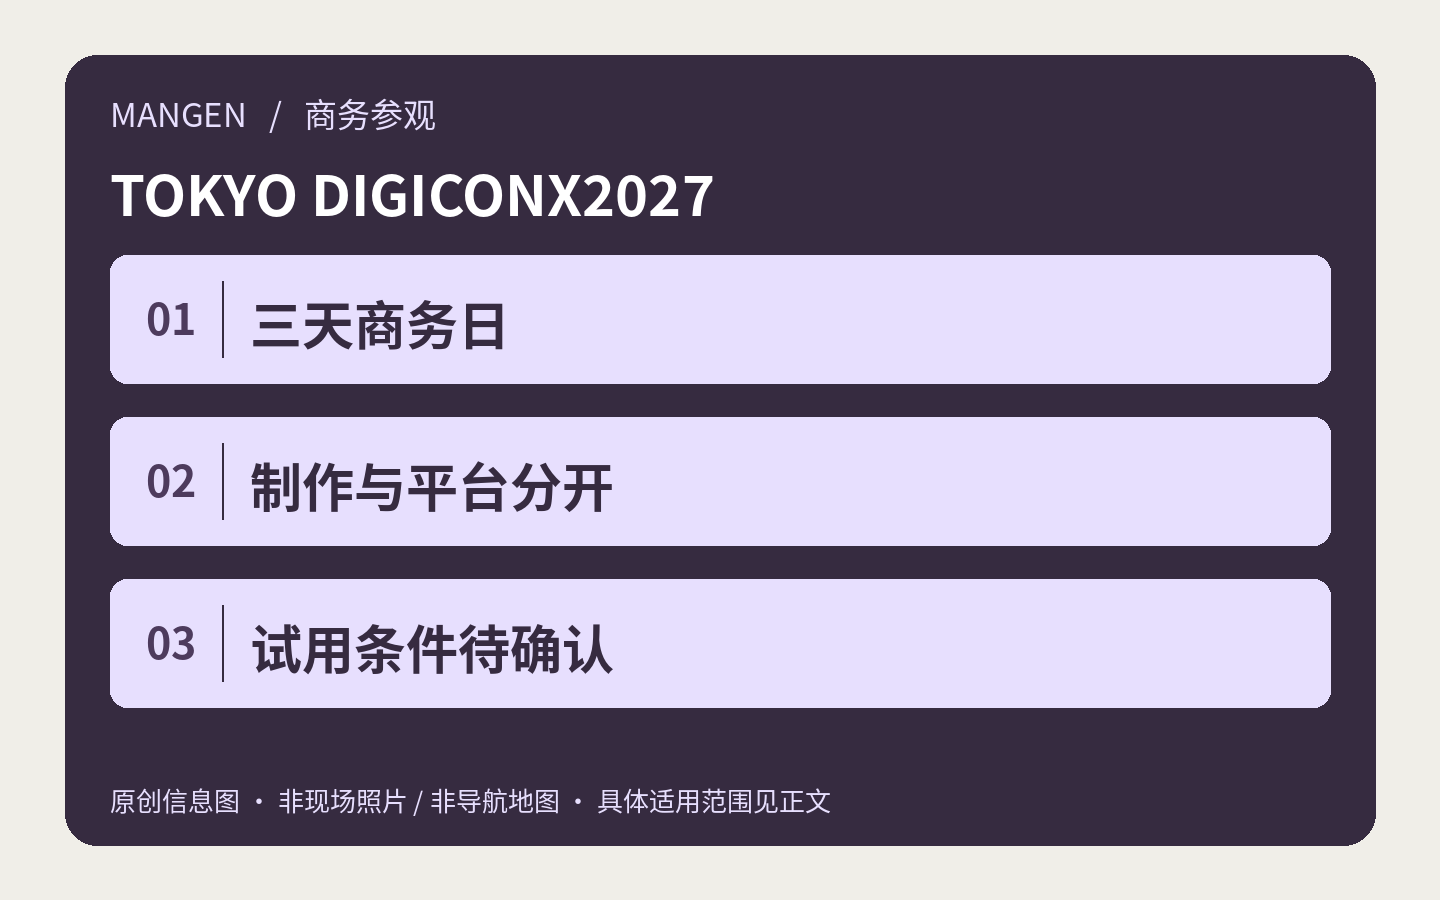 MANGEN / 商务参观
TOKYO DIGICONX2027
01 三天商务日
02 制作与平台分开
03 试用条件待确认
原创信息图 · 非现场照片 / 非导航地图 · 具体适用范围见正文